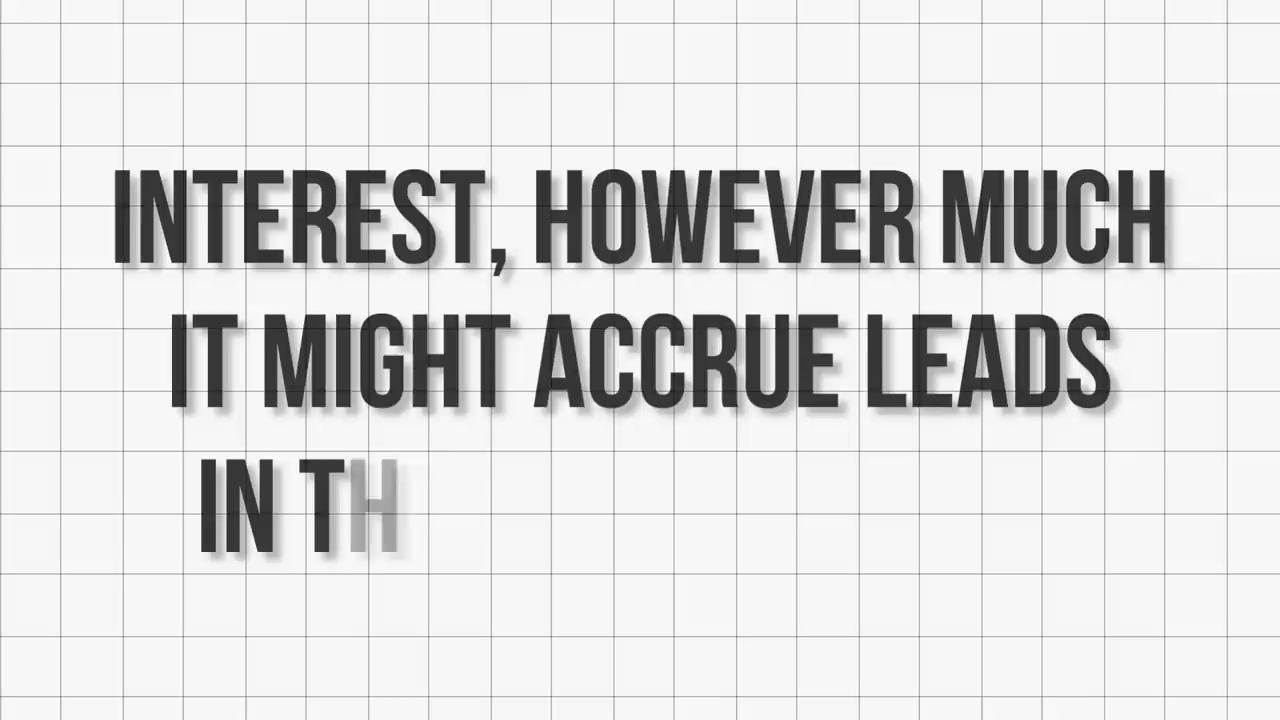 INTEREST, HOWEVER MUCH
IT MIGHT ACCRUE LEADS
IN TH